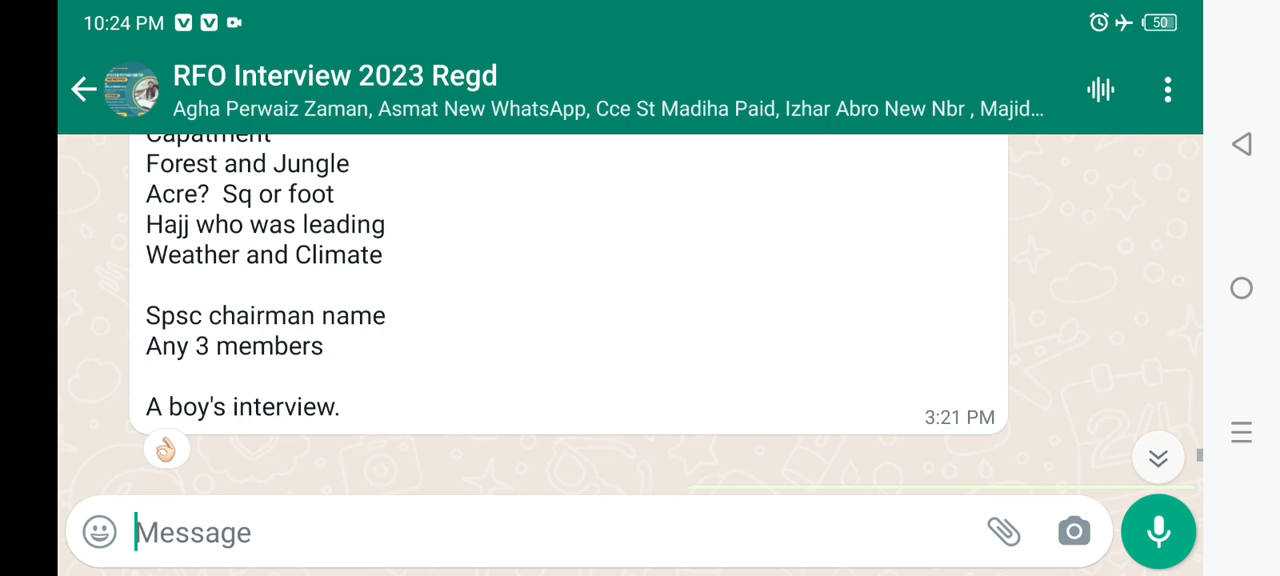 10:24 PM
50
RFO Interview 2023 Regd
Agha Perwaiz Zaman, Asmat New WhatsApp, Cce St Madiha Paid, Izhar Abro New Nbr , Majid...
Capatment
Forest and Jungle
Acre? Sq or foot
Hajj who was leading
Weather and Climate
Spsc chairman name
Any 3 members
A boy's interview.
3:21 PM
Message